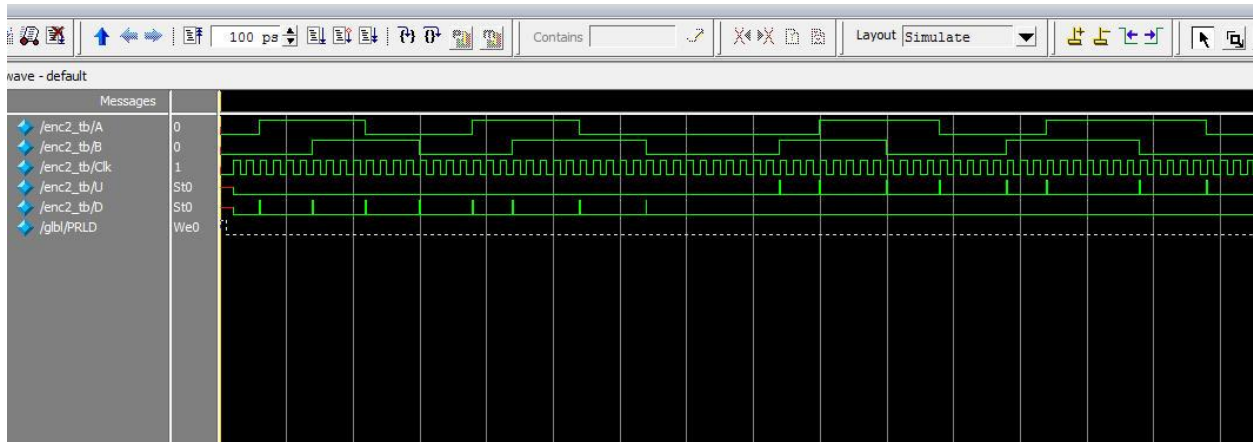 100 ps
Contains
Layout Simulate
wave - default
Messages
/enc2_tb/A 0
/enc2_tb/B 0
/enc2_tb/Clk 1
/enc2_tb/U St0
/enc2_tb/D St0
/glbl/PRLD We0